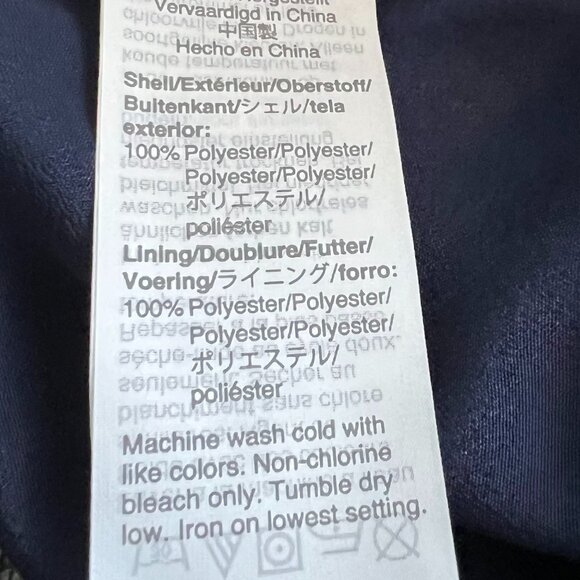 Vervaardigd in China
中国製
Hecho en China
Shell/Extérieur/Oberstoff/
Buitenkant/シェル/tela
exterior:
100% Polyester/Polyester/
Polyester/Polyester/
ポリエステル/
poliéster
Lining/Doublure/Futter/
Voering/ライニング/forro:
100% Polyester/Polyester/
Polyester/Polyester/
ポリエステル/
poliéster
Machine wash cold with
like colors. Non-chlorine
bleach only. Tumble dry
low. Iron on lowest setting.